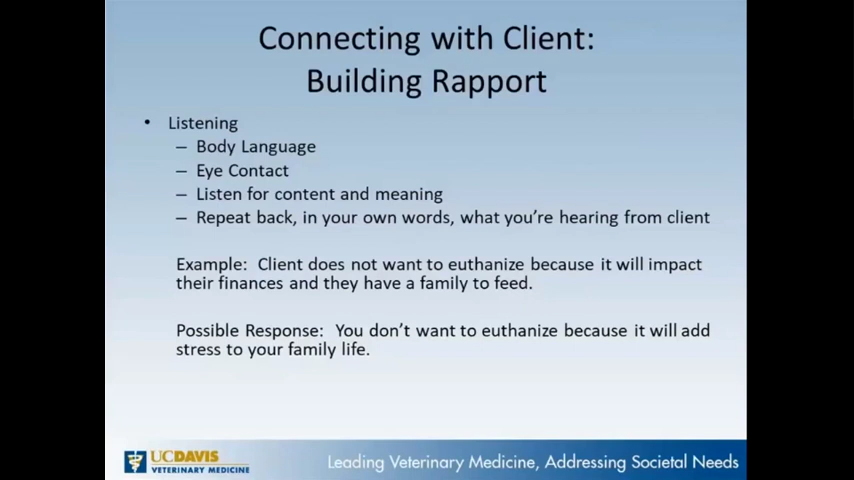 Connecting with Client:
Building Rapport
• Listening
– Body Language
– Eye Contact
– Listen for content and meaning
– Repeat back, in your own words, what you're hearing from client
Example: Client does not want to euthanize because it will impact
their finances and they have a family to feed.
Possible Response: You don't want to euthanize because it will add
stress to your family life.
UCDAVIS
VETERINARY MEDICINE
Leading Veterinary Medicine, Addressing Societal Needs